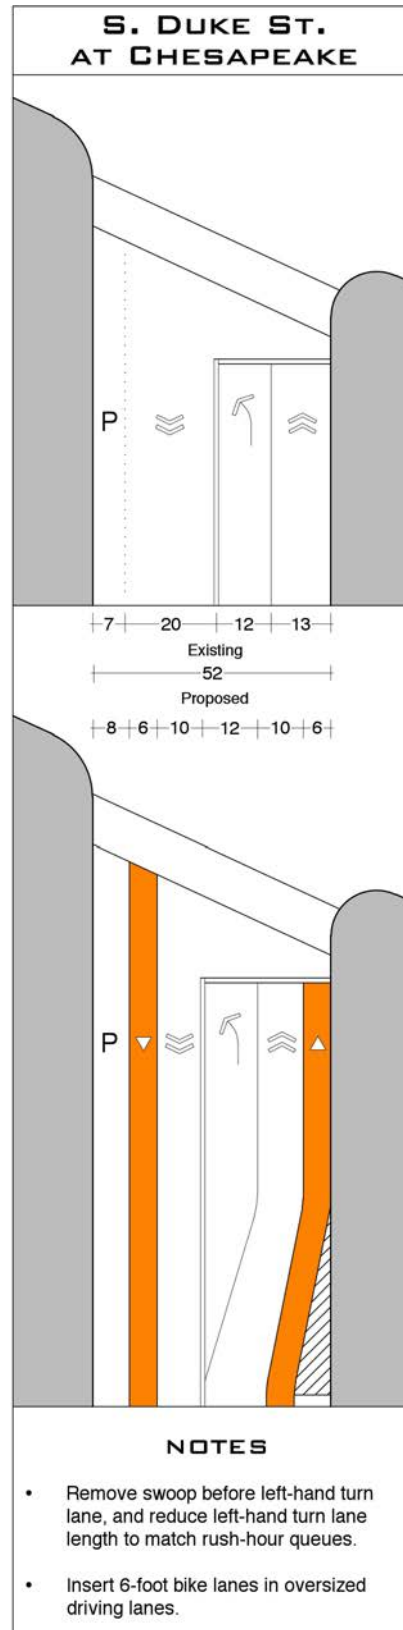 S. DUKE ST.
AT CHESAPEAKE
P
7 20 12 13
Existing
52
Proposed
8 6 10 12 10 6
P
NOTES
• Remove swoop before left-hand turn
lane, and reduce left-hand turn lane
length to match rush-hour queues.
• Insert 6-foot bike lanes in oversized
driving lanes.